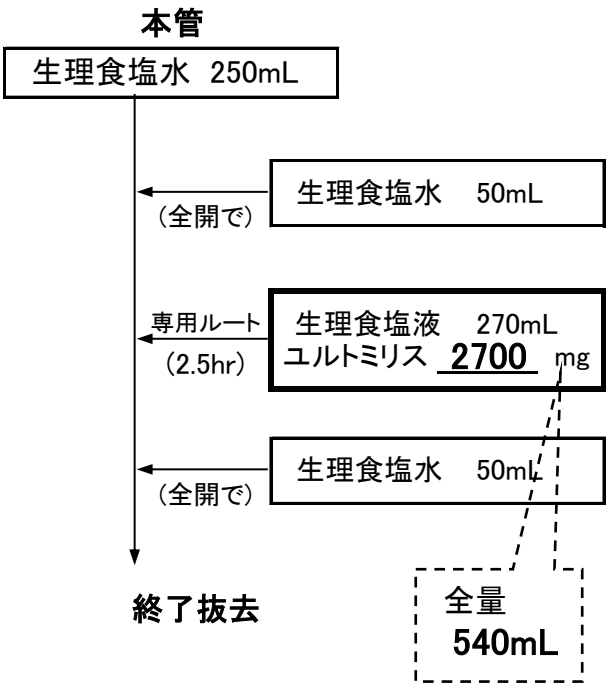 本管
生理食塩水 250mL
生理食塩水 50mL
(全開で)
専用ルート
(2.5hr)
生理食塩液 270mL
ユルトミリス 2700 mg
生理食塩水 50mL
(全開で)
終了抜去
全量
540mL